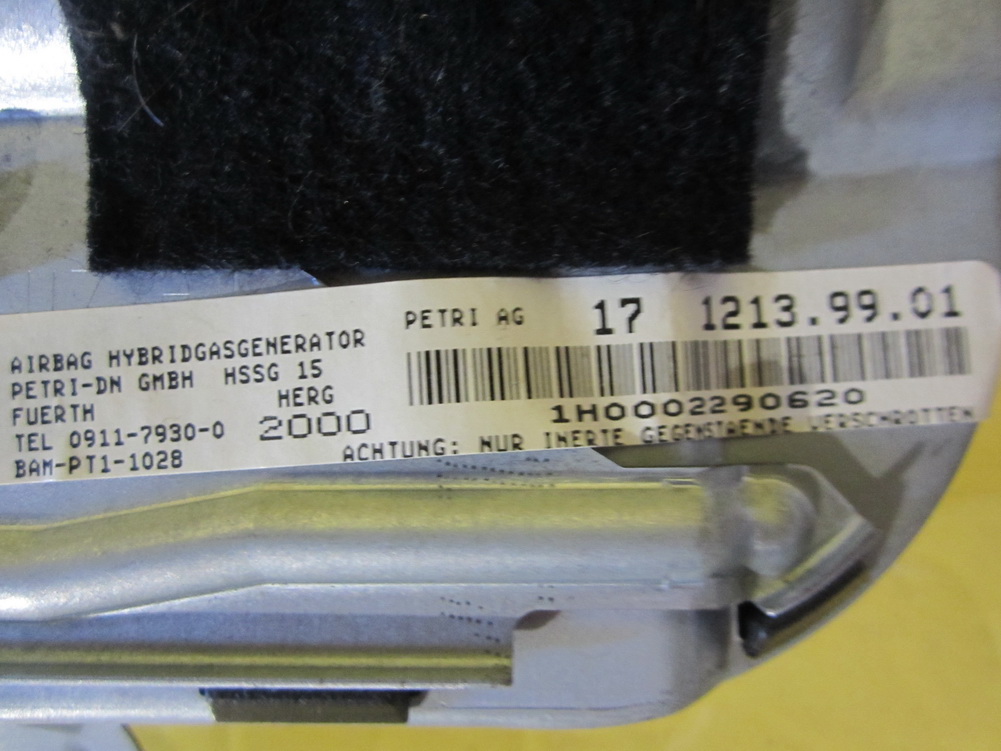 AIRBAG HYBRIDGASGENERATOR
PETRI-DN GMBH HSSG 15
FUERTH HERG
TEL 0911-7930-0 2000
BAM-PT1-1028
PETRI AG 17 1213.99.01
1H0002290620
ACHTUNG: NUR INERTE GEGENSTAENDE VERSCHROTTEN